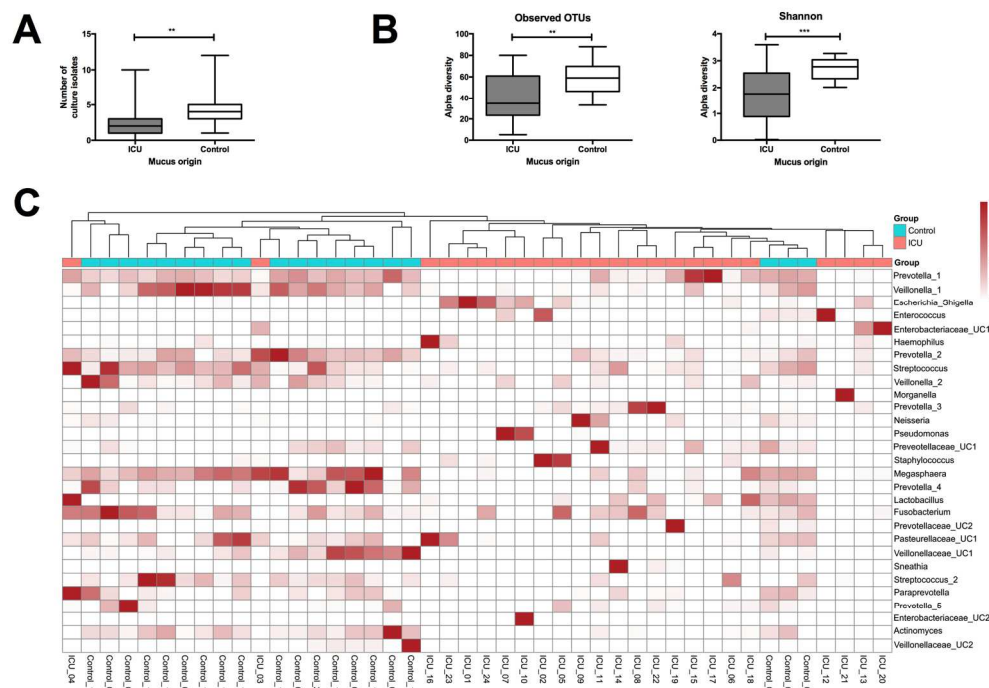 A
**
15
10
5
0
Number of
culture isolates
ICU
Control
Mucus origin
B
Observed OTUs
**
100
80
60
40
20
0
Alpha diversity
ICU
Control
Mucus origin
Shannon
***
4
3
2
1
0
Alpha diversity
ICU
Control
Mucus origin
C
Group
Control
ICU
Group
Prevotella_1
Veillonella_1
Escherichia_Shigella
Enterococcus
Enterobacteriaceae_UC1
Haemophilus
Prevotella_2
Streptococcus
Veillonella_2
Morganella
Prevotella_3
Neisseria
Pseudomonas
Preveotellaceae_UC1
Staphylococcus
Megasphaera
Prevotella_4
Lactobacillus
Fusobacterium
Prevotellaceae_UC2
Pasteurellaceae_UC1
Veillonellaceae_UC1
Sneathia
Streptococcus_2
Paraprevotella
Enterobacteriaceae_UC2
Actinomyces
Veillonellaceae_UC2
ICU_04
ICU_03
ICU_16
ICU_23
ICU_01
ICU_24
ICU_07
ICU_10
ICU_02
ICU_05
ICU_09
ICU_11
ICU_14
ICU_08
ICU_22
ICU_19
ICU_15
ICU_17
ICU_06
ICU_18
ICU_12
ICU_21
ICU_13
ICU_20